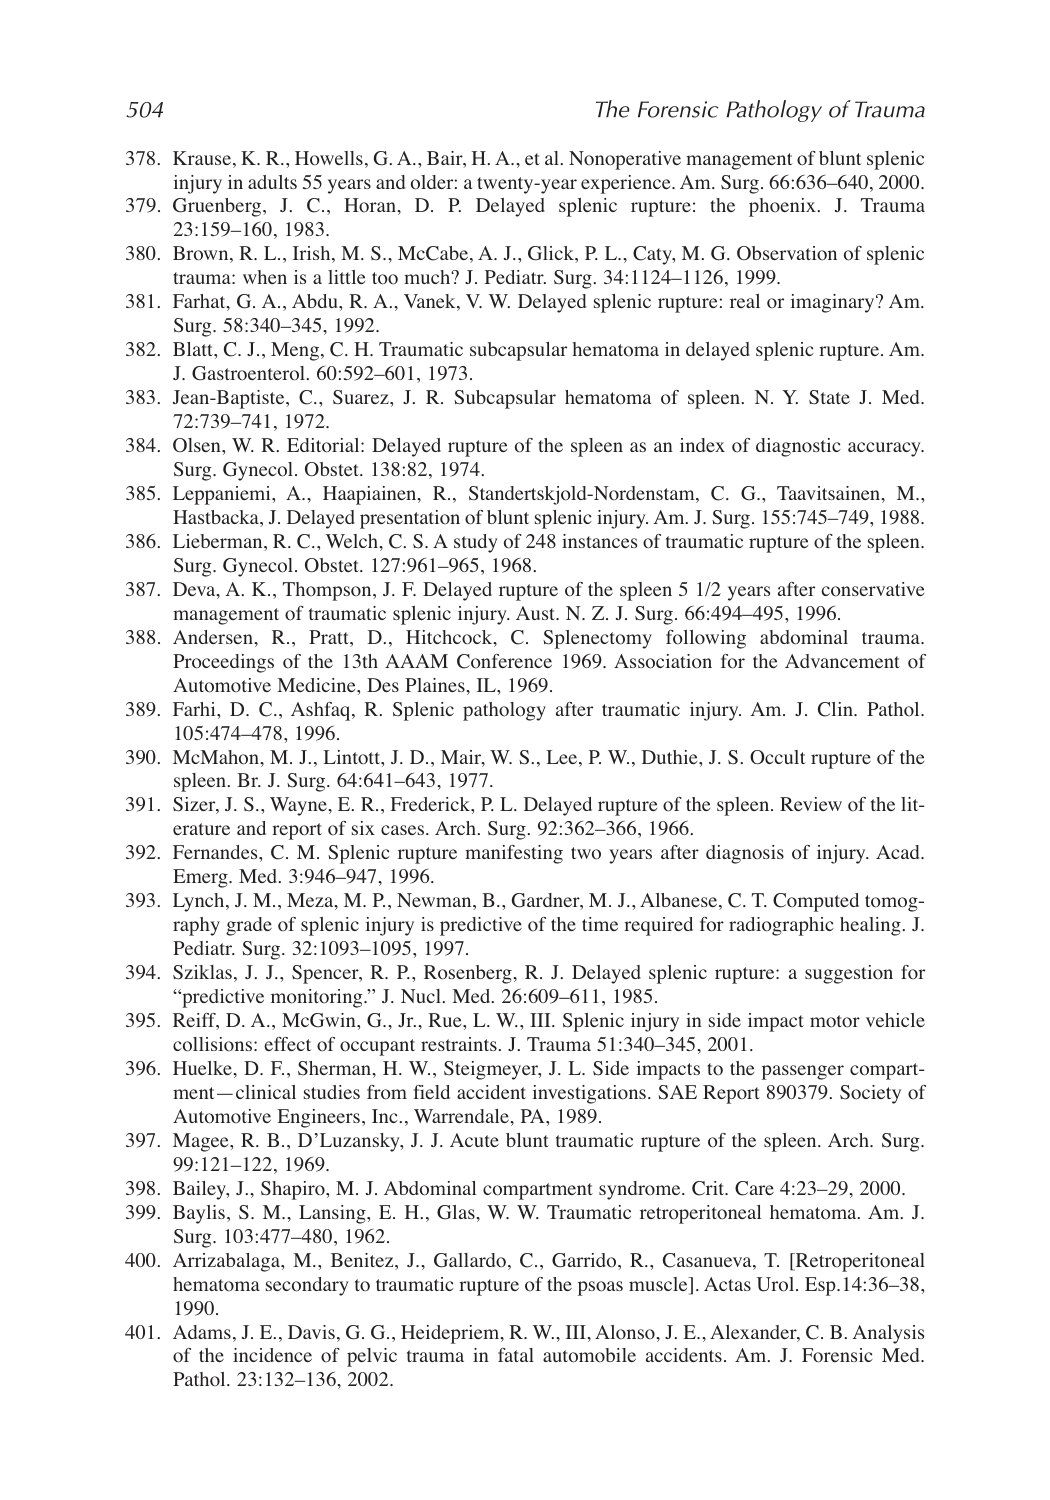 504 The Forensic Pathology of Trauma
378. Krause, K. R., Howells, G. A., Bair, H. A., et al. Nonoperative management of blunt splenic
injury in adults 55 years and older: a twenty-year experience. Am. Surg. 66:636–640, 2000.
379. Gruenberg, J. C., Horan, D. P. Delayed splenic rupture: the phoenix. J. Trauma
23:159–160, 1983.
380. Brown, R. L., Irish, M. S., McCabe, A. J., Glick, P. L., Caty, M. G. Observation of splenic
trauma: when is a little too much? J. Pediatr. Surg. 34:1124–1126, 1999.
381. Farhat, G. A., Abdu, R. A., Vanek, V. W. Delayed splenic rupture: real or imaginary? Am.
Surg. 58:340–345, 1992.
382. Blatt, C. J., Meng, C. H. Traumatic subcapsular hematoma in delayed splenic rupture. Am.
J. Gastroenterol. 60:592–601, 1973.
383. Jean-Baptiste, C., Suarez, J. R. Subcapsular hematoma of spleen. N. Y. State J. Med.
72:739–741, 1972.
384. Olsen, W. R. Editorial: Delayed rupture of the spleen as an index of diagnostic accuracy.
Surg. Gynecol. Obstet. 138:82, 1974.
385. Leppaniemi, A., Haapiainen, R., Standertskjold-Nordenstam, C. G., Taavitsainen, M.,
Hastbacka, J. Delayed presentation of blunt splenic injury. Am. J. Surg. 155:745–749, 1988.
386. Lieberman, R. C., Welch, C. S. A study of 248 instances of traumatic rupture of the spleen.
Surg. Gynecol. Obstet. 127:961–965, 1968.
387. Deva, A. K., Thompson, J. F. Delayed rupture of the spleen 5 1/2 years after conservative
management of traumatic splenic injury. Aust. N. Z. J. Surg. 66:494–495, 1996.
388. Andersen, R., Pratt, D., Hitchcock, C. Splenectomy following abdominal trauma.
Proceedings of the 13th AAAM Conference 1969. Association for the Advancement of
Automotive Medicine, Des Plaines, IL, 1969.
389. Farhi, D. C., Ashfaq, R. Splenic pathology after traumatic injury. Am. J. Clin. Pathol.
105:474–478, 1996.
390. McMahon, M. J., Lintott, J. D., Mair, W. S., Lee, P. W., Duthie, J. S. Occult rupture of the
spleen. Br. J. Surg. 64:641–643, 1977.
391. Sizer, J. S., Wayne, E. R., Frederick, P. L. Delayed rupture of the spleen. Review of the lit-
erature and report of six cases. Arch. Surg. 92:362–366, 1966.
392. Fernandes, C. M. Splenic rupture manifesting two years after diagnosis of injury. Acad.
Emerg. Med. 3:946–947, 1996.
393. Lynch, J. M., Meza, M. P., Newman, B., Gardner, M. J., Albanese, C. T. Computed tomog-
raphy grade of splenic injury is predictive of the time required for radiographic healing. J.
Pediatr. Surg. 32:1093–1095, 1997.
394. Sziklas, J. J., Spencer, R. P., Rosenberg, R. J. Delayed splenic rupture: a suggestion for
“predictive monitoring.” J. Nucl. Med. 26:609–611, 1985.
395. Reiff, D. A., McGwin, G., Jr., Rue, L. W., III. Splenic injury in side impact motor vehicle
collisions: effect of occupant restraints. J. Trauma 51:340–345, 2001.
396. Huelke, D. F., Sherman, H. W., Steigmeyer, J. L. Side impacts to the passenger compart-
ment—clinical studies from field accident investigations. SAE Report 890379. Society of
Automotive Engineers, Inc., Warrendale, PA, 1989.
397. Magee, R. B., D’Luzansky, J. J. Acute blunt traumatic rupture of the spleen. Arch. Surg.
99:121–122, 1969.
398. Bailey, J., Shapiro, M. J. Abdominal compartment syndrome. Crit. Care 4:23–29, 2000.
399. Baylis, S. M., Lansing, E. H., Glas, W. W. Traumatic retroperitoneal hematoma. Am. J.
Surg. 103:477–480, 1962.
400. Arrizabalaga, M., Benitez, J., Gallardo, C., Garrido, R., Casanueva, T. [Retroperitoneal
hematoma secondary to traumatic rupture of the psoas muscle]. Actas Urol. Esp.14:36–38,
1990.
401. Adams, J. E., Davis, G. G., Heidepriem, R. W., III, Alonso, J. E., Alexander, C. B. Analysis
of the incidence of pelvic trauma in fatal automobile accidents. Am. J. Forensic Med.
Pathol. 23:132–136, 2002.